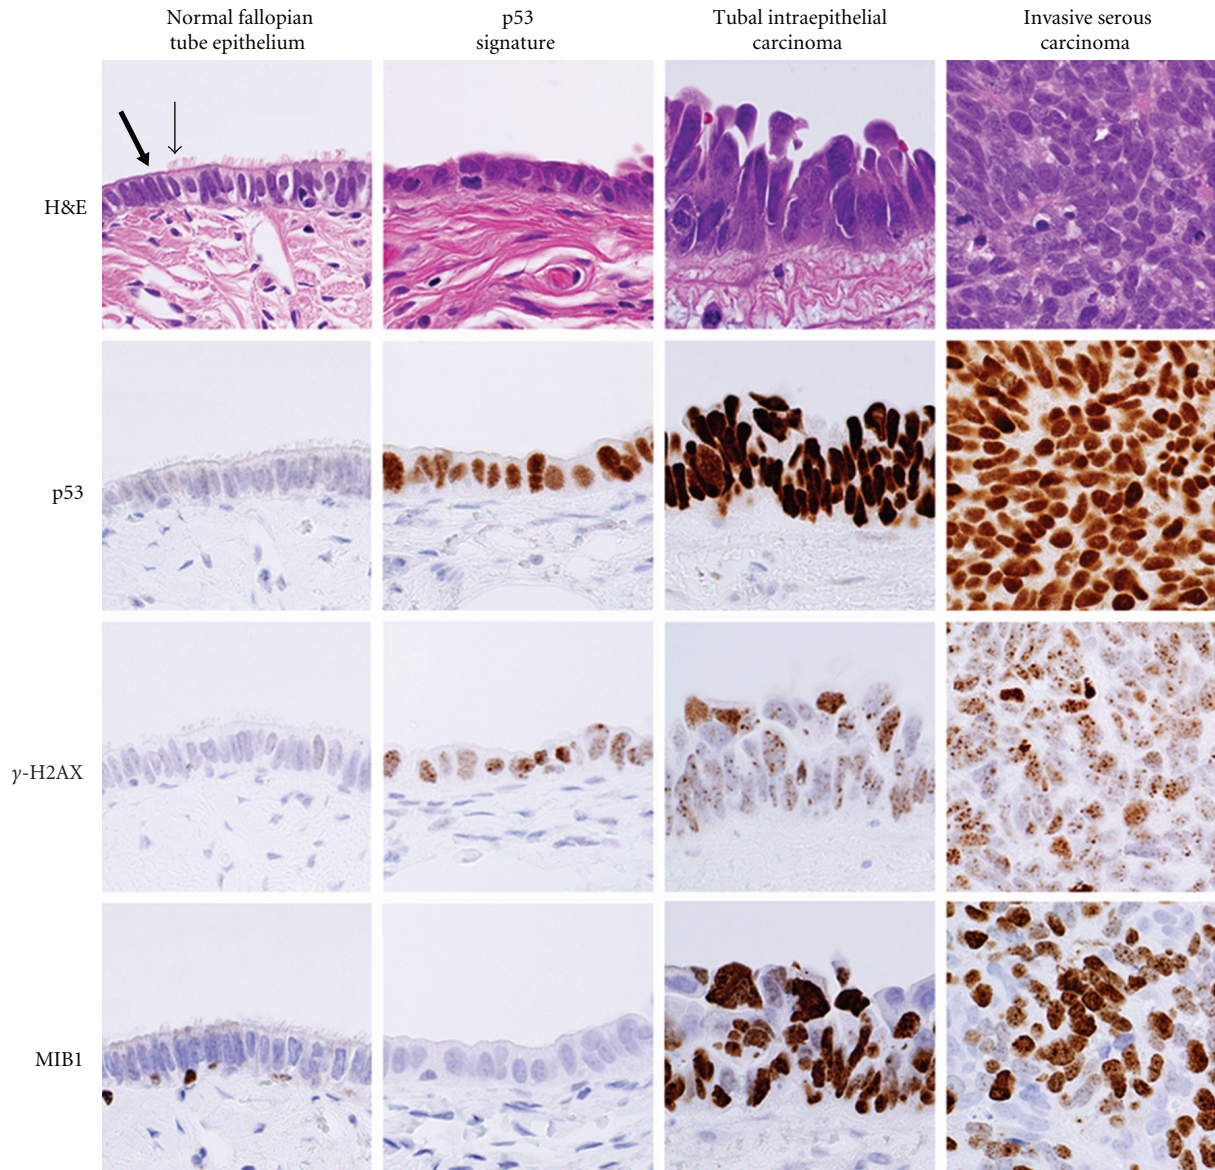 Normal fallopian
tube epithelium
p53
signature
Tubal intraepithelial
carcinoma
Invasive serous
carcinoma
H&E
p53
γ-H2AX
MIB1